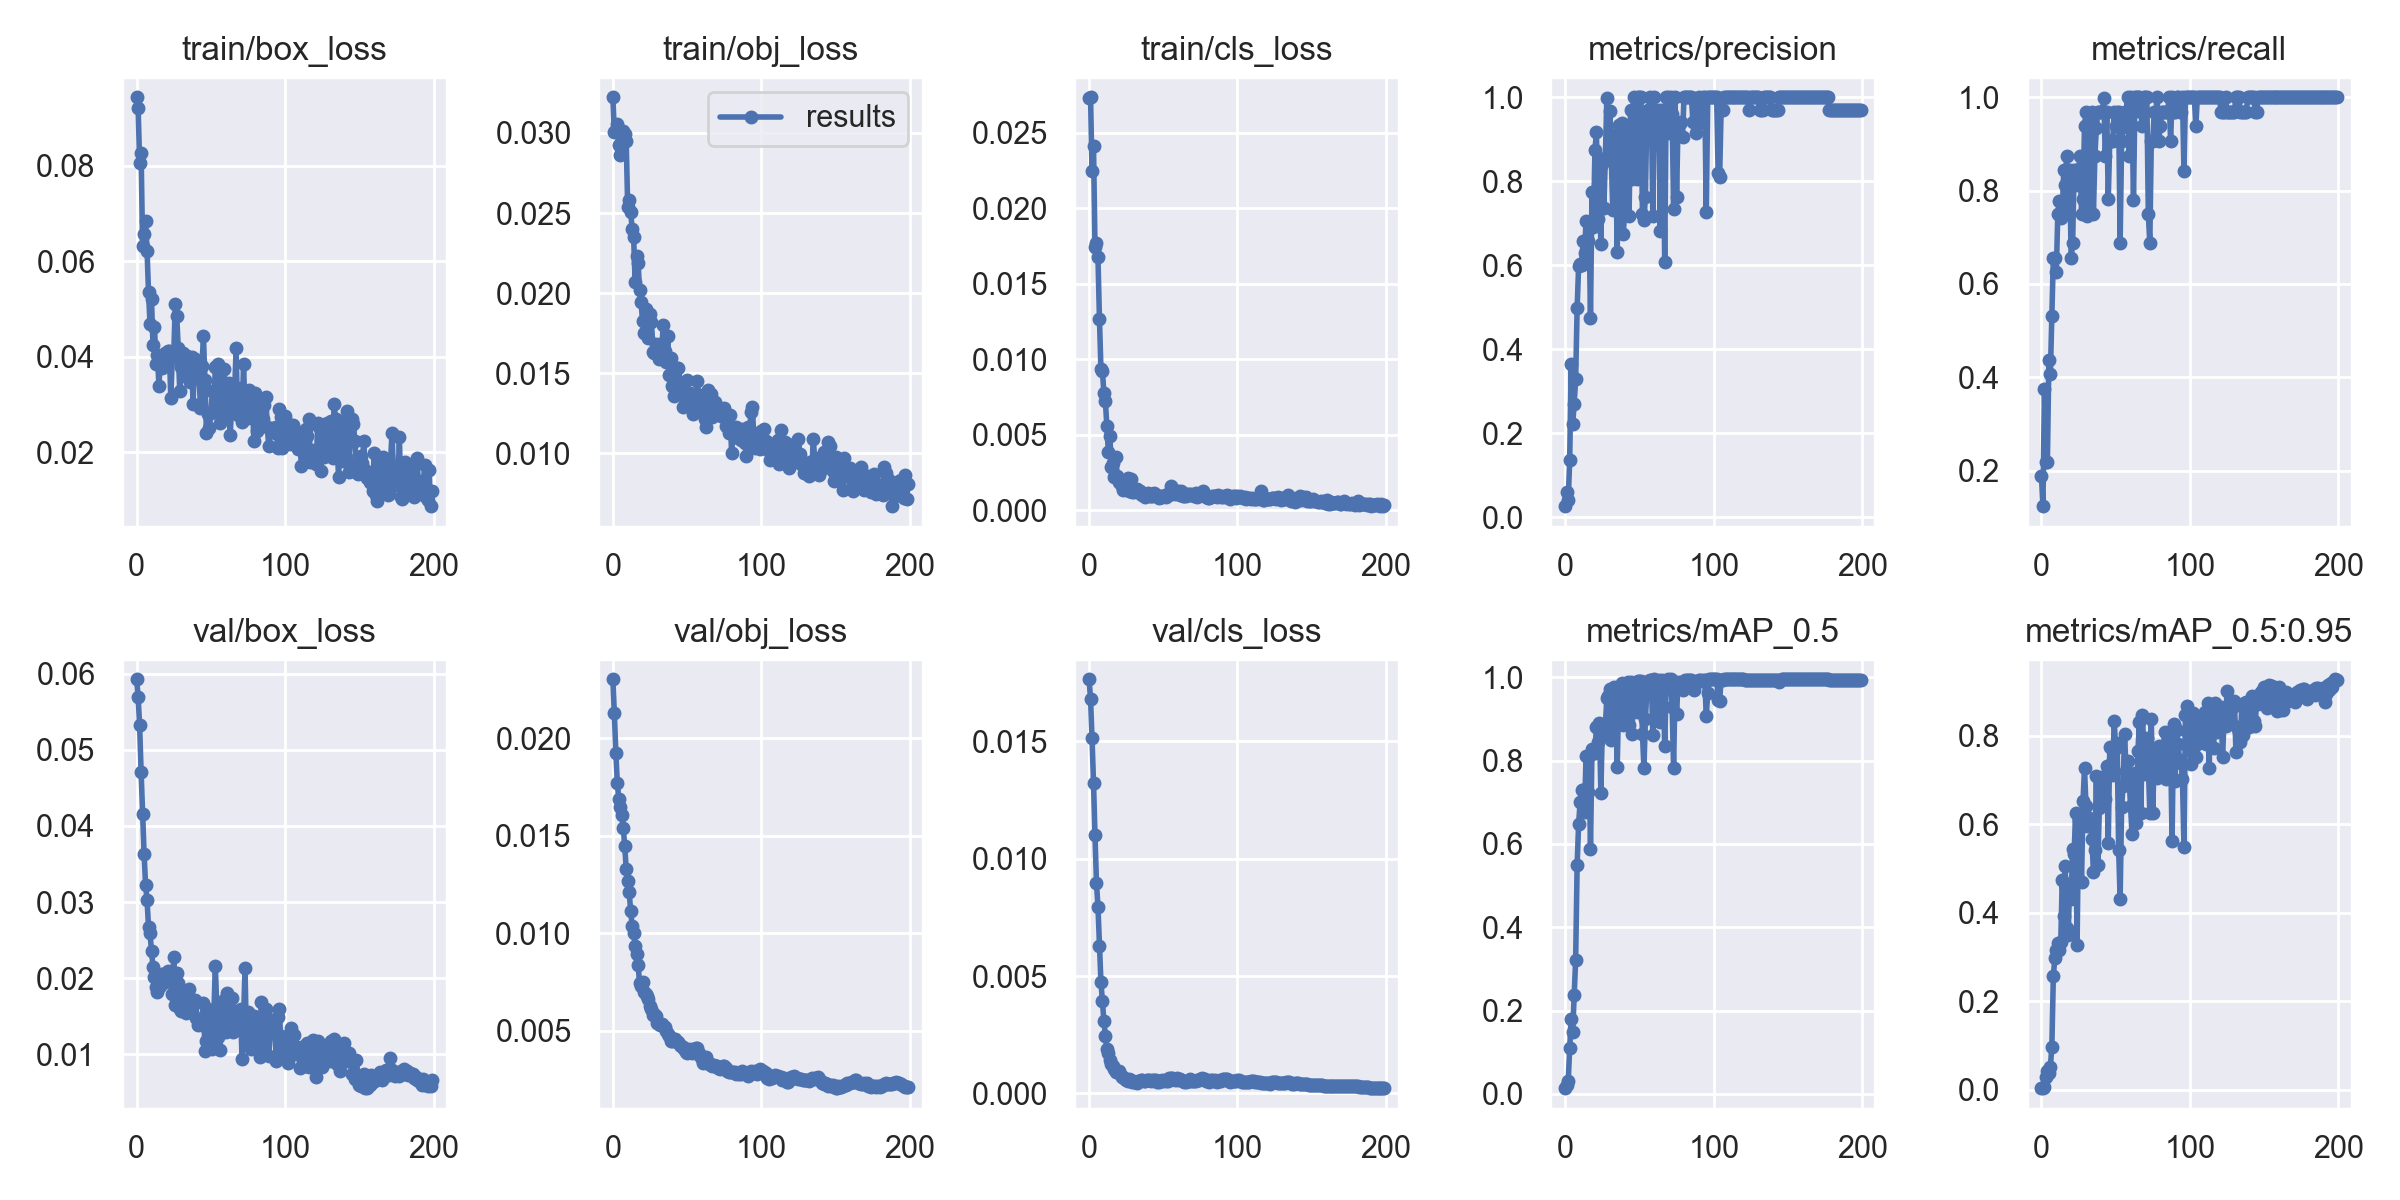 train/box_loss
train/obj_loss
train/cls_loss
metrics/precision
metrics/recall
0.08
0.06
0.04
0.02
0 100 200
0.030
0.025
0.020
0.015
0.010
results
0 100 200
0.025
0.020
0.015
0.010
0.005
0.000
0 100 200
1.0
0.8
0.6
0.4
0.2
0.0
0 100 200
1.0
0.8
0.6
0.4
0.2
0 100 200
val/box_loss
val/obj_loss
val/cls_loss
metrics/mAP_0.5
metrics/mAP_0.5:0.95
0.06
0.05
0.04
0.03
0.02
0.01
0 100 200
0.020
0.015
0.010
0.005
0 100 200
0.015
0.010
0.005
0.000
0 100 200
1.0
0.8
0.6
0.4
0.2
0.0
0 100 200
0.8
0.6
0.4
0.2
0.0
0 100 200